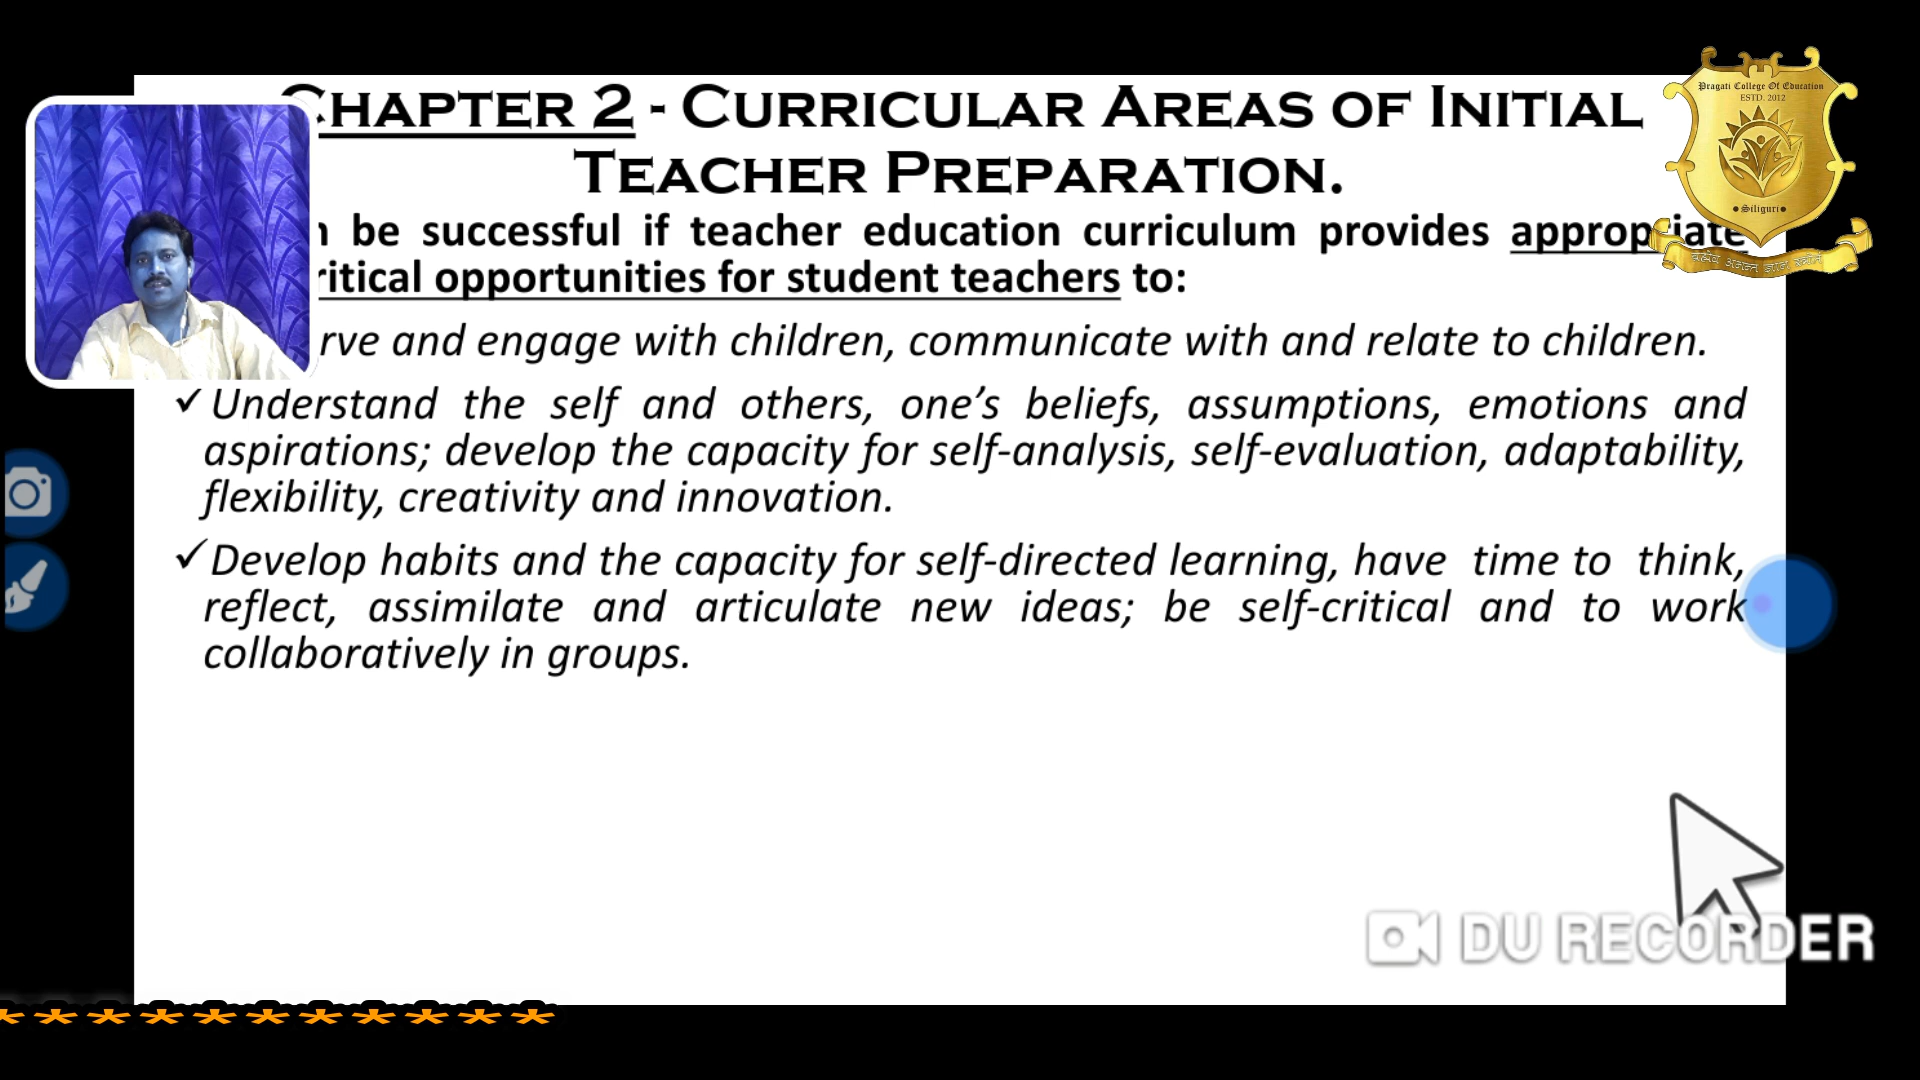 CHAPTER 2 - CURRICULAR AREAS OF INITIAL
TEACHER PREPARATION.
be successful if teacher education curriculum provides appropriate
critical opportunities for student teachers to:
and engage with children, communicate with and relate to children.
✓Understand the self and others, one’s beliefs, assumptions, emotions and
aspirations; develop the capacity for self-analysis, self-evaluation, adaptability,
flexibility, creativity and innovation.
✓Develop habits and the capacity for self-directed learning, have time to think,
reflect, assimilate and articulate new ideas; be self-critical and to work
collaboratively in groups.
Pragati College Of Education
ESTD. 2012
•Siliguri•
DU RECORDER